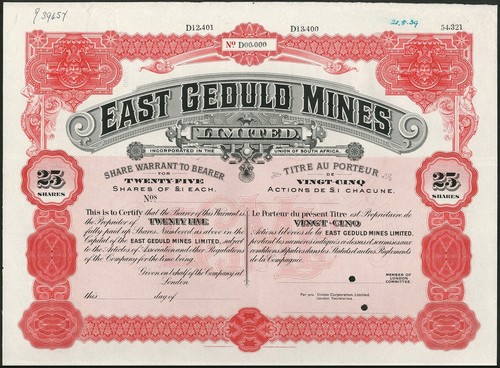 9 39654
D12,401
D13,400
21.8.39
54,321
No D00,000
EAST GEDULD MINES
LIMITED
INCORPORATED IN THE UNION OF SOUTH AFRICA.
SHARE WARRANT TO BEARER
FOR
TWENTY-FIVE
SHARES OF £1 EACH.
TITRE AU PORTEUR
DE
VINGT-CINQ
ACTIONS DE £1 CHACUNE.
25 SHARES
25 SHARES
Nos
This is to Certify that the Bearer of this Warrant is
the Proprietor of TWENTY FIVE
fully paid up Shares, Numbered as above in the
Capital of the EAST GEDULD MINES LIMITED, subject
to the Articles of Association and other Regulations
of the Company for the time being.
Given on behalf of the Company at
London
this day of
Le Porteur du présent Titre est Propriétaire de
VINGT-CINQ
Actions libérées de la EAST GEDULD MINES LIMITED,
portant les numéros indiqués ci-dessus et soumises aux
conditions stipulées dans les Statuts et autres Règlements
de la Compagnie.
MEMBER OF
LONDON
COMMITTEE.
Per pro. Union Corporation, Limited.
London Secretaries.